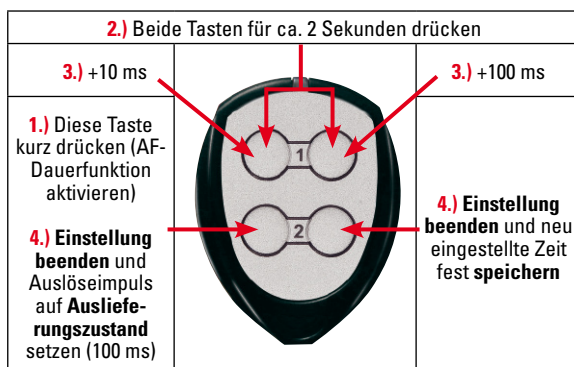 2.) Beide Tasten für ca. 2 Sekunden drücken
3.) +10 ms
3.) +100 ms
1.) Diese Taste
kurz drücken (AF-
Dauerfunktion
aktivieren)
4.) Einstellung
beenden und
Auslöseimpuls
auf Ausliefe-
rungszustand
setzen (100 ms)
1
2
4.) Einstellung
beenden und neu
eingestellte Zeit
fest speichern